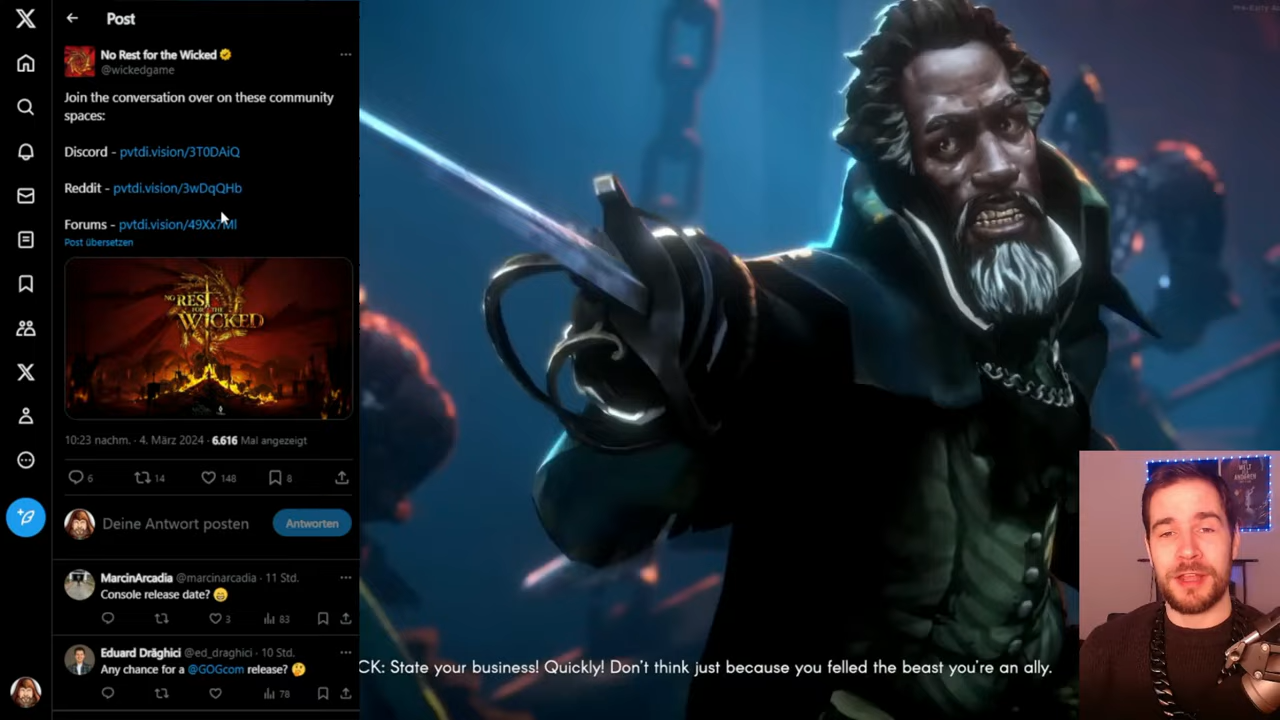 Post
No Rest for the Wicked
@wickedgame
Join the conversation over on these community
spaces:
Discord - pvtdi.vision/3T0DAiQ
Reddit - pvtdi.vision/3wDqQHb
Forums -
Post übersetzen
NO REST FOR THE WICKED
10:23 nachm. · 4. März 2024 · 6.616 Mal angezeigt
6 14 148 8
Deine Antwort posten Antworten
MarcinArcadia @marcinarcadia · 11 Std.
Console release date?
3 83
Eduard Drăghici @ed_draghici · 10 Std.
Any chance for a @GOGcom release?
78
CK: State your business! Quickly! Don't think just because you felled the beast you're an ally.